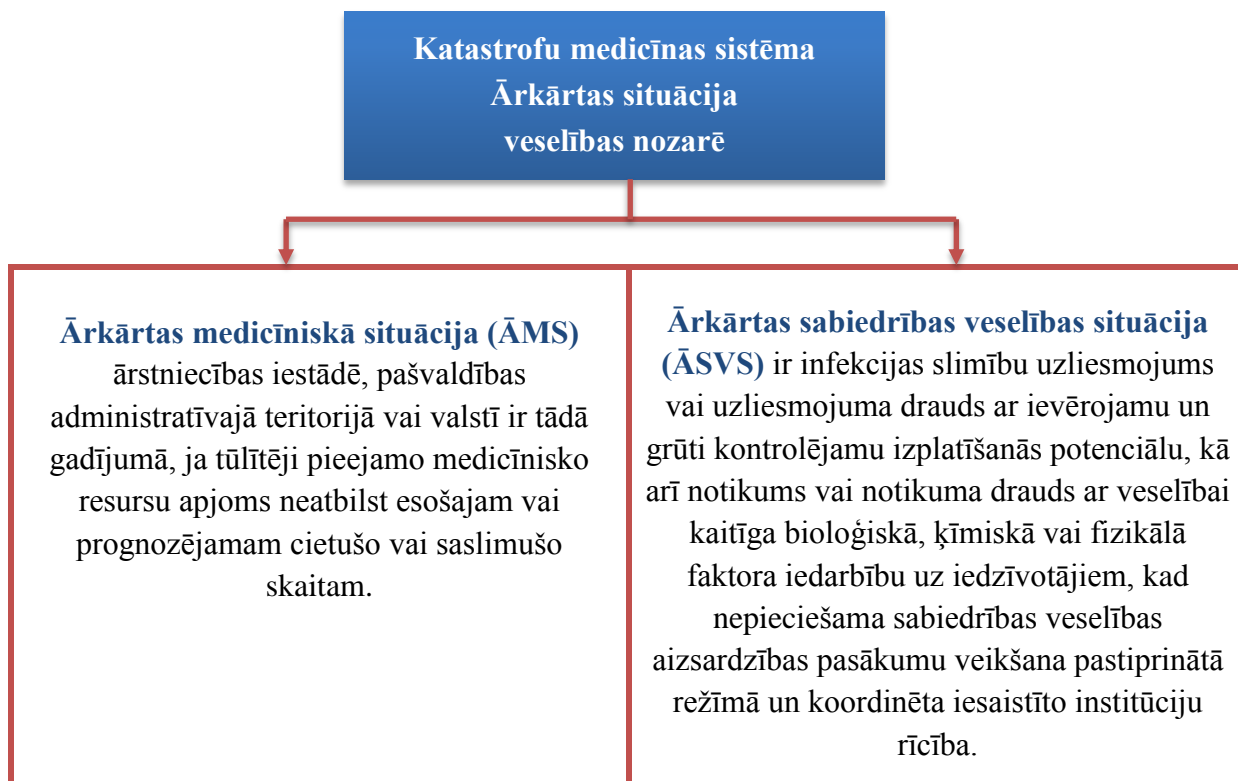 Katastrofu medicīnas sistēma
Ārkārtas situācija
veselības nozarē
Ārkārtas medicīniskā situācija (ĀMS)
ārstniecības iestādē, pašvaldības
administratīvajā teritorijā vai valstī ir tādā
gadījumā, ja tūlītēji pieejamo medicīnisko
resursu apjoms neatbilst esošajam vai
prognozējamam cietušo vai saslimušo
skaitam.
Ārkārtas sabiedrības veselības situācija
(ĀSVS) ir infekcijas slimību uzliesmojums
vai uzliesmojuma drauds ar ievērojamu un
grūti kontrolējamu izplatīšanās potenciālu, kā
arī notikums vai notikuma drauds ar veselībai
kaitīga bioloģiskā, ķīmiskā vai fizikālā
faktora iedarbību uz iedzīvotājiem, kad
nepieciešama sabiedrības veselības
aizsardzības pasākumu veikšana pastiprinātā
režīmā un koordinēta iesaistīto institūciju
rīcība.